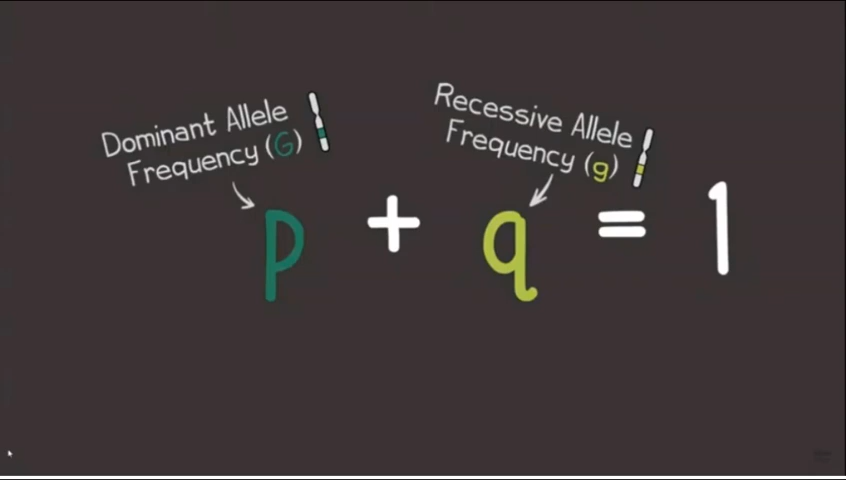 Dominant Allele
Frequency (G)
Recessive Allele
Frequency (g)
p + q = 1